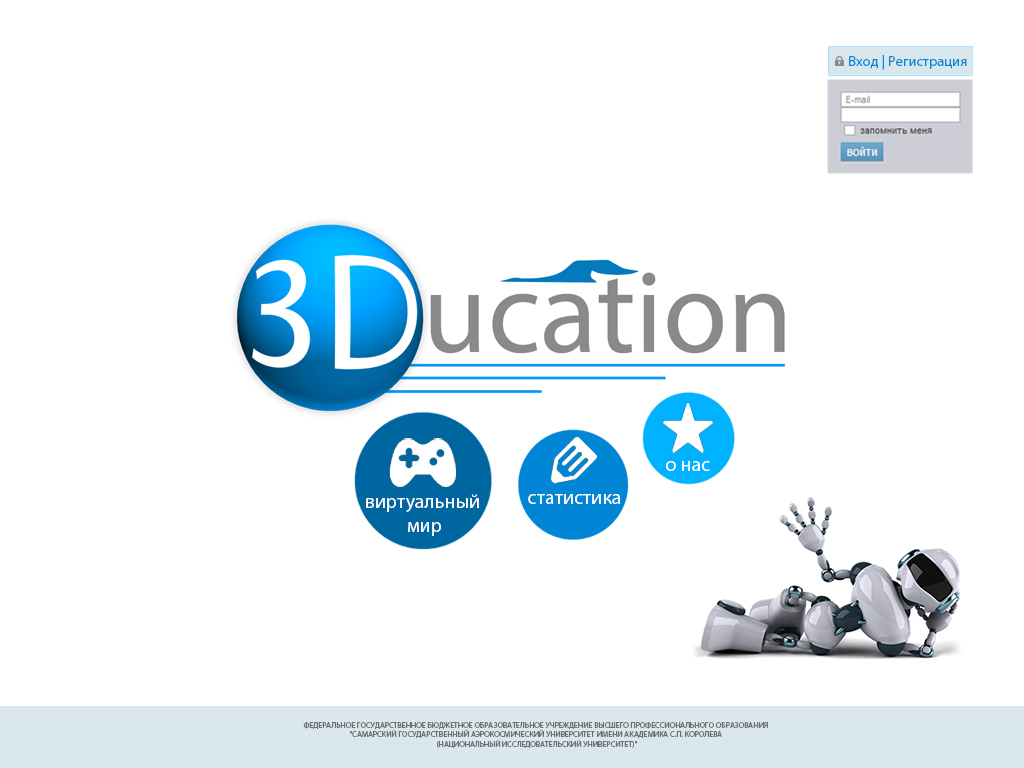 Вход | Регистрация
E-mail
запомнить меня
войти
3Ducation
виртуальный
мир
статистика
о нас
ФЕДЕРАЛЬНОЕ ГОСУДАРСТВЕННОЕ БЮДЖЕТНОЕ ОБРАЗОВАТЕЛЬНОЕ УЧРЕЖДЕНИЕ ВЫСШЕГО ПРОФЕССИОНАЛЬНОГО ОБРАЗОВАНИЯ
"САМАРСКИЙ ГОСУДАРСТВЕННЫЙ АЭРОКОСМИЧЕСКИЙ УНИВЕРСИТЕТ ИМЕНИ АКАДЕМИКА С.П. КОРОЛЕВА
(НАЦИОНАЛЬНЫЙ ИССЛЕДОВАТЕЛЬСКИЙ УНИВЕРСИТЕТ)"